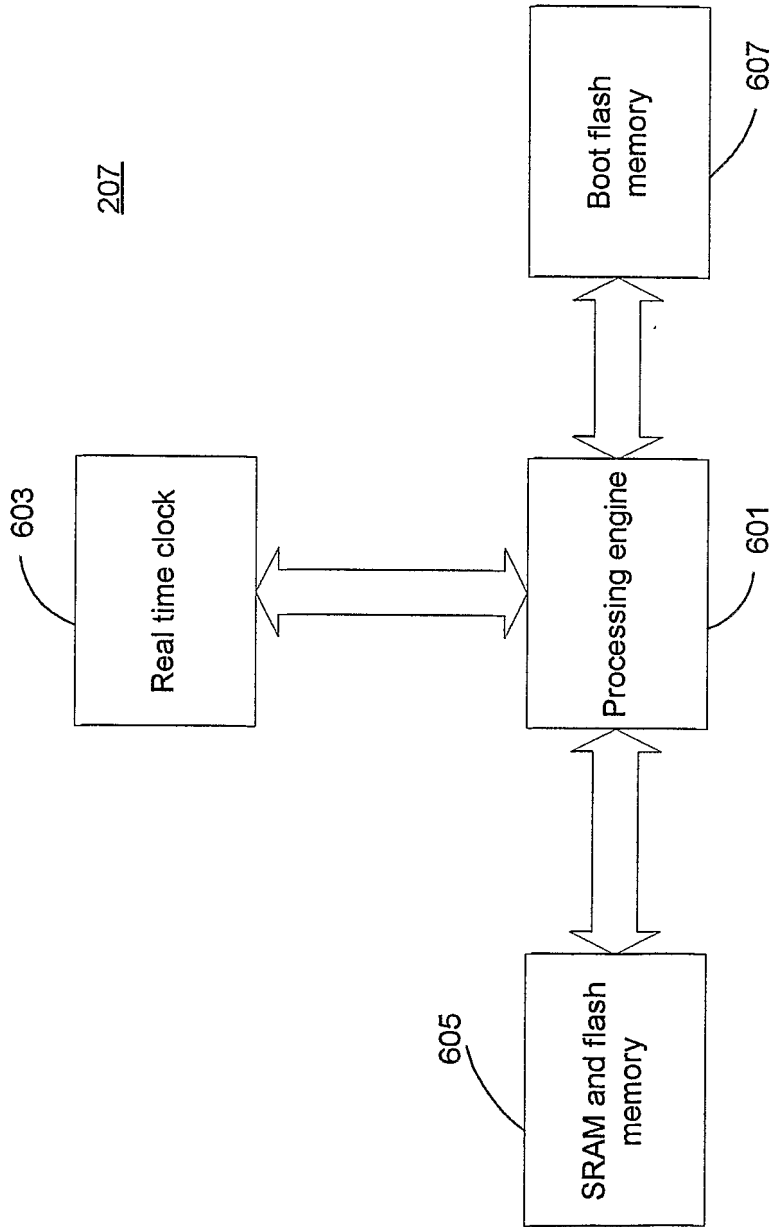 207
603
Real time clock
605
SRAM and flash
memory
Processing engine
601
Boot flash
memory
607